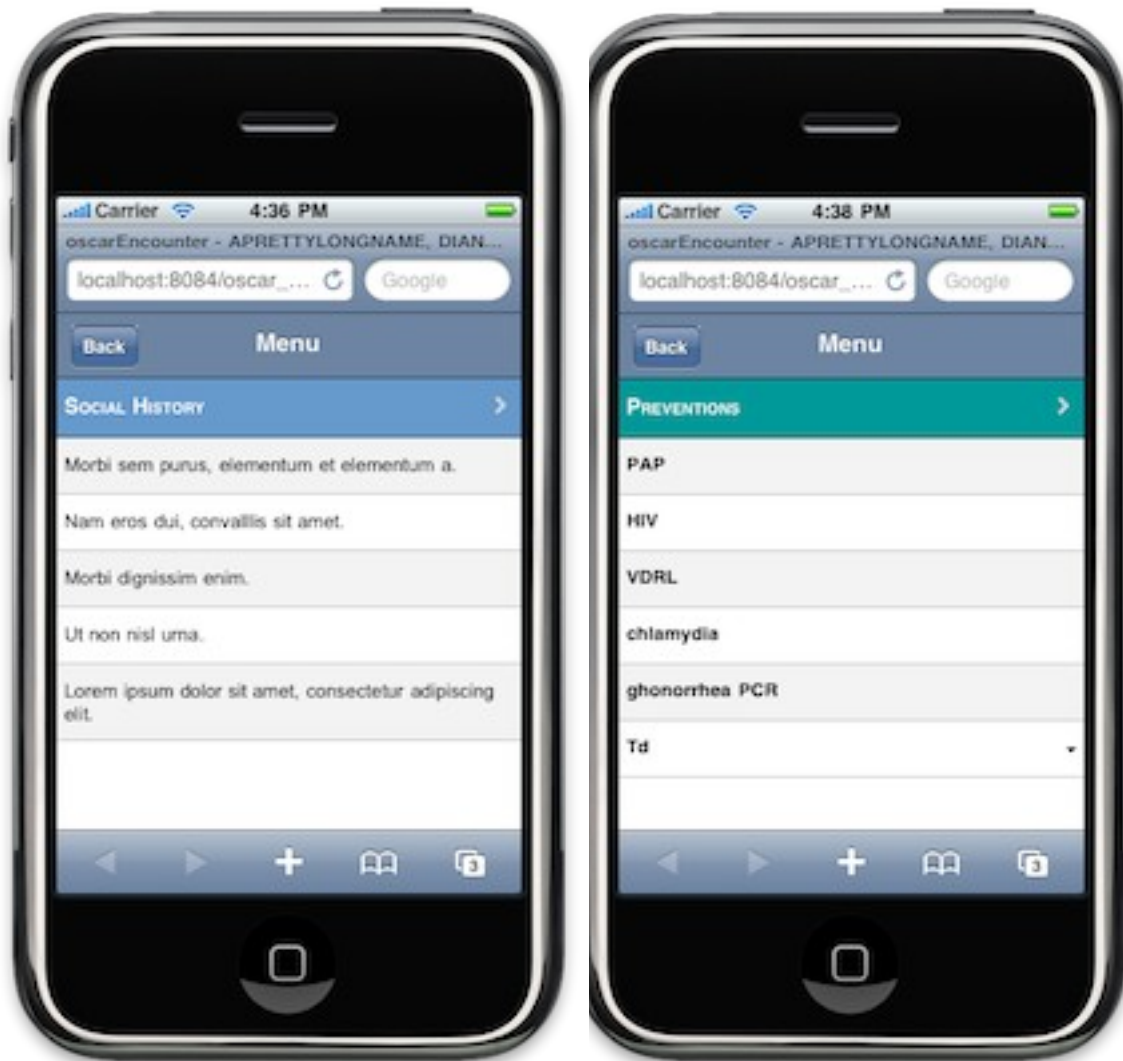 Carrier 4:36 PM
oscarEncounter - APRETTYLONGNAME, DIAN...
localhost:8084/oscar_... Google
Back Menu
SOCIAL HISTORY
Morbi sem purus, elementum et elementum a.
Nam eros dui, convalllis sit amet.
Morbi dignissim enim.
Ut non nisl urna.
Lorem ipsum dolor sit amet, consectetur adipiscing
elit.
3
Carrier 4:38 PM
oscarEncounter - APRETTYLONGNAME, DIAN...
localhost:8084/oscar_... Google
Back Menu
PREVENTIONS
PAP
HIV
VDRL
chlamydia
ghonorrhea PCR
Td
3